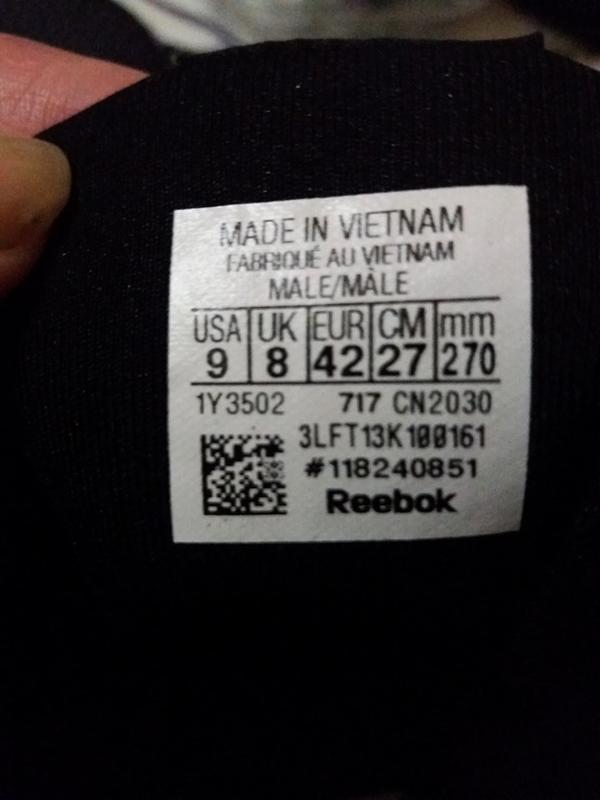 MADE IN VIETNAM
FABRIQUÉ AU VIETNAM
MALE/MÀLE
USA UK EUR CM mm
9 8 42 27 270
1Y3502 717 CN2030
3LFT13K100161
#118240851
Reebok